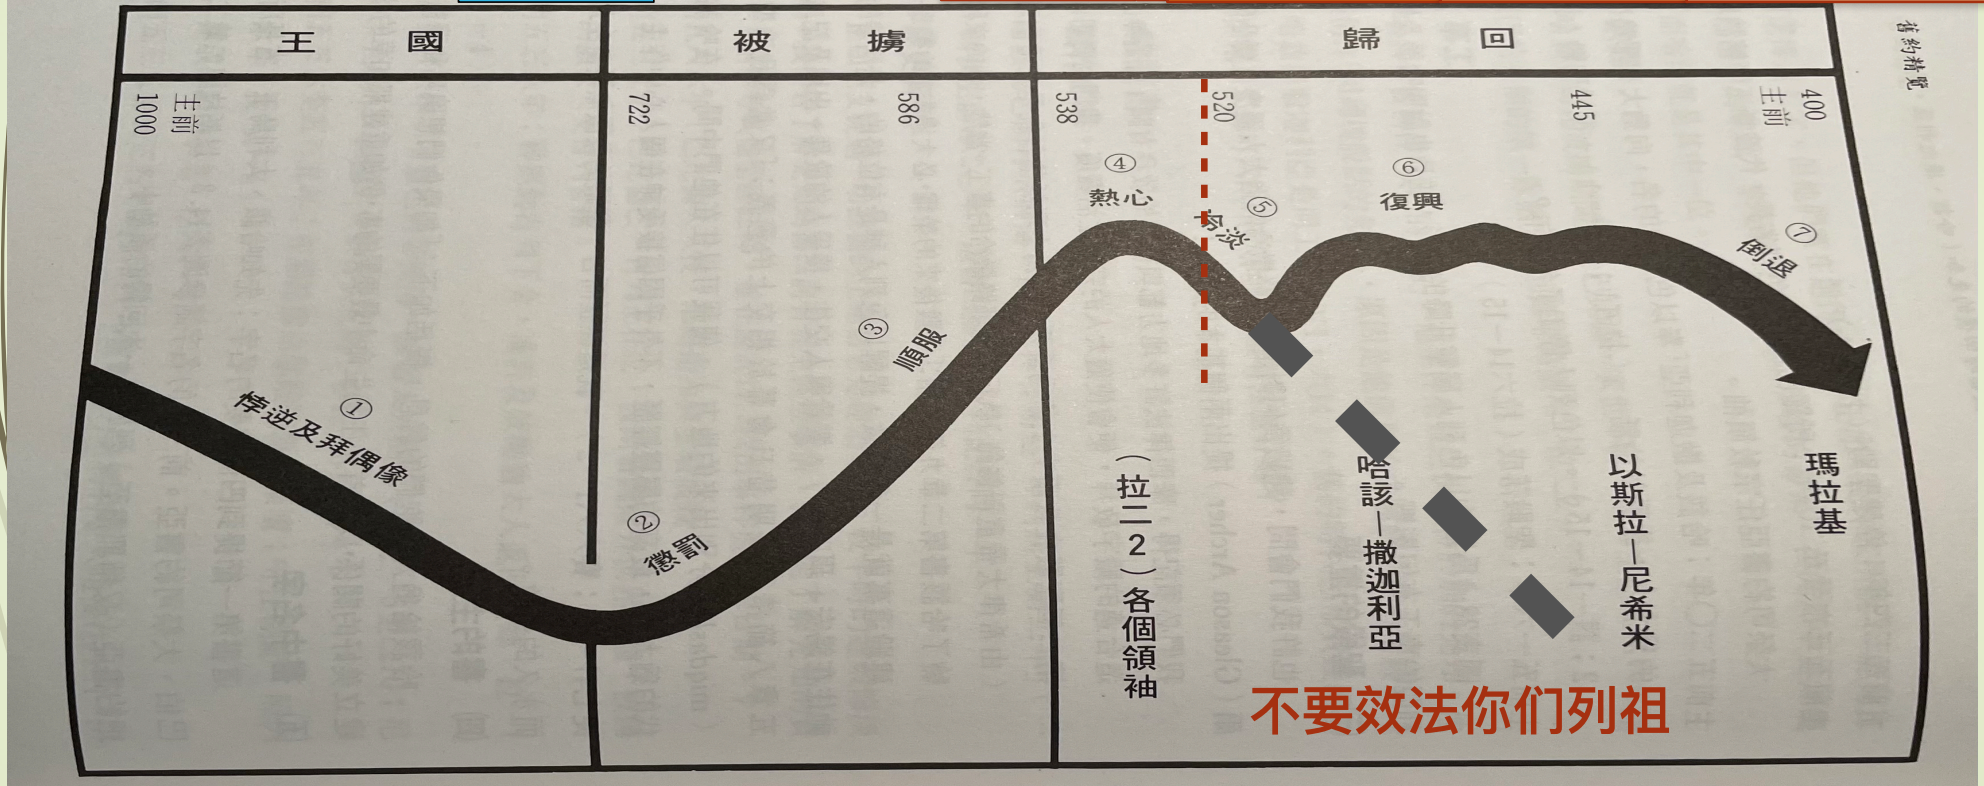 王國
被擄
歸回
舊約精覽
主前
1000
722
586
538
520
445
400
主前
①
悖逆及拜偶像
②
懲罰
③
順服
④
熱心
⑤
冷淡
⑥
復興
⑦
倒退
（拉二2）各個領袖
哈該—撒迦利亞
以斯拉—尼希米
瑪拉基
不要效法你们列祖